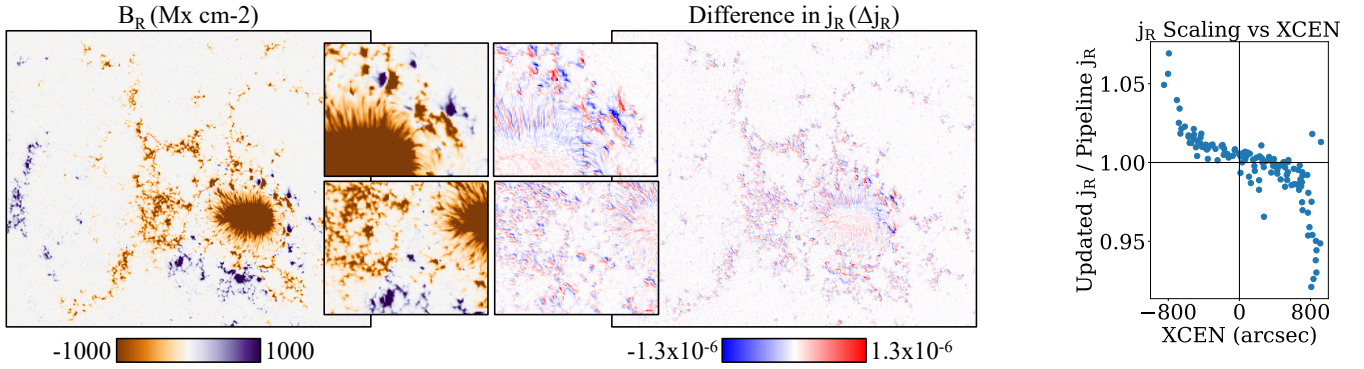 B_R (Mx cm-2)
Difference in j_R (Δj_R)
j_R Scaling vs XCEN
Updated j_R / Pipeline j_R
1.05
1.00
0.95
−800 0 800
XCEN (arcsec)
-1000 1000
-1.3x10^-6 1.3x10^-6